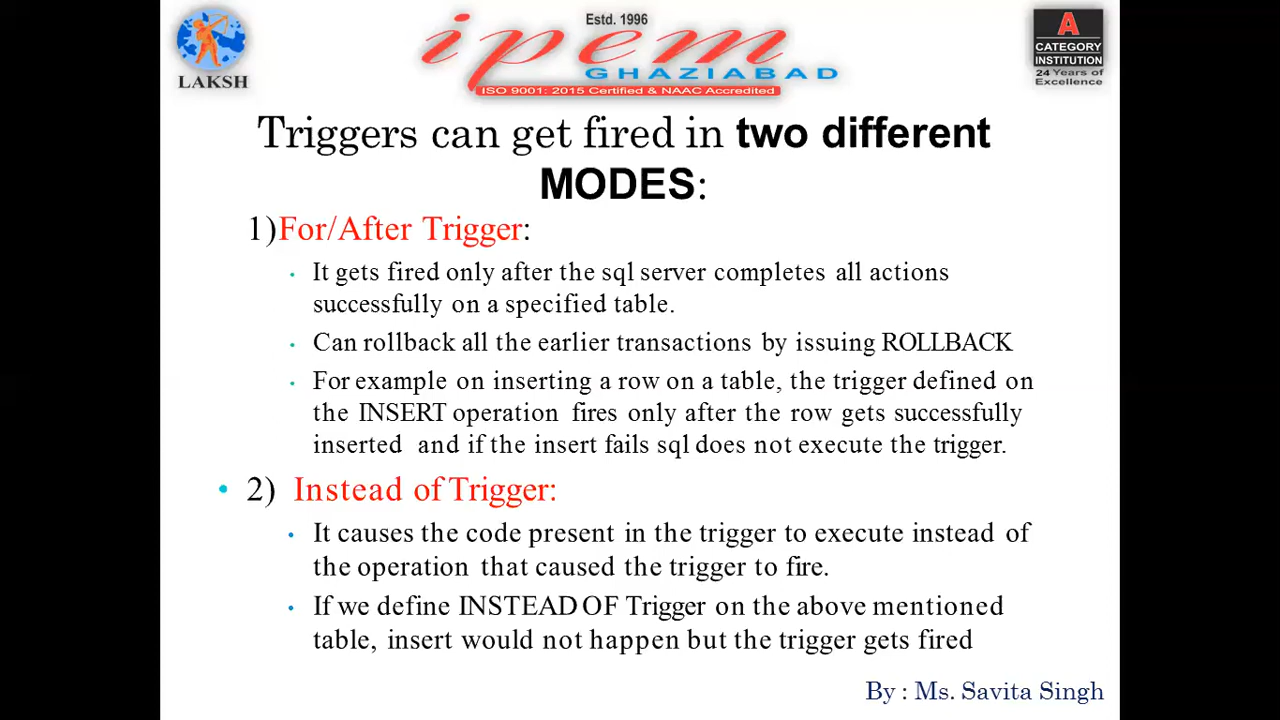 Estd. 1996
ipem
GHAZIABAD
ISO 9001: 2015 Certified & NAAC Accredited
LAKSH
A
CATEGORY
INSTITUTION
24 Years of
Excellence
Triggers can get fired in two different
MODES:
1)For/After Trigger:
• It gets fired only after the sql server completes all actions
successfully on a specified table.
• Can rollback all the earlier transactions by issuing ROLLBACK
• For example on inserting a row on a table, the trigger defined on
the INSERT operation fires only after the row gets successfully
inserted and if the insert fails sql does not execute the trigger.
• 2) Instead of Trigger:
• It causes the code present in the trigger to execute instead of
the operation that caused the trigger to fire.
• If we define INSTEAD OF Trigger on the above mentioned
table, insert would not happen but the trigger gets fired
By : Ms. Savita Singh